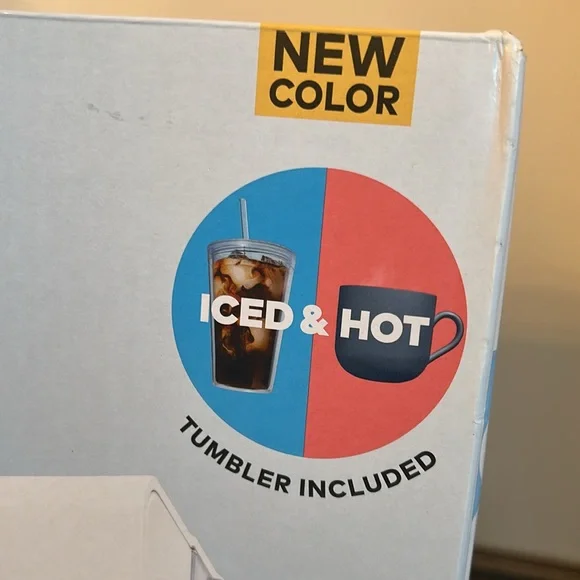 NEW
COLOR
ICED & HOT
TUMBLER INCLUDED